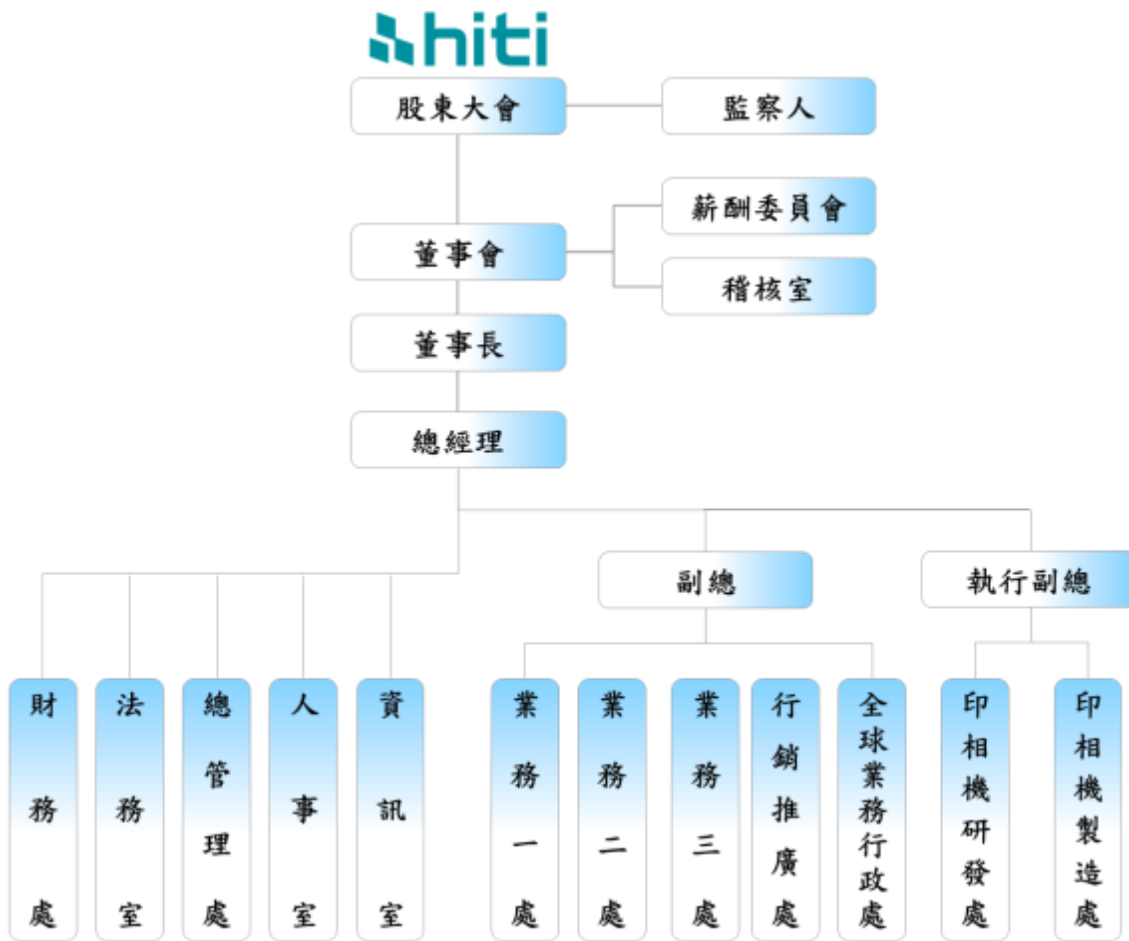 hiti
股東大會
監察人
薪酬委員會
董事會
稽核室
董事長
總經理
副總
執行副總
財務處
法務室
總管理處
人事室
資訊室
業務一處
業務二處
業務三處
行銷推廣處
全球業務行政處
印相機研發處
印相機製造處